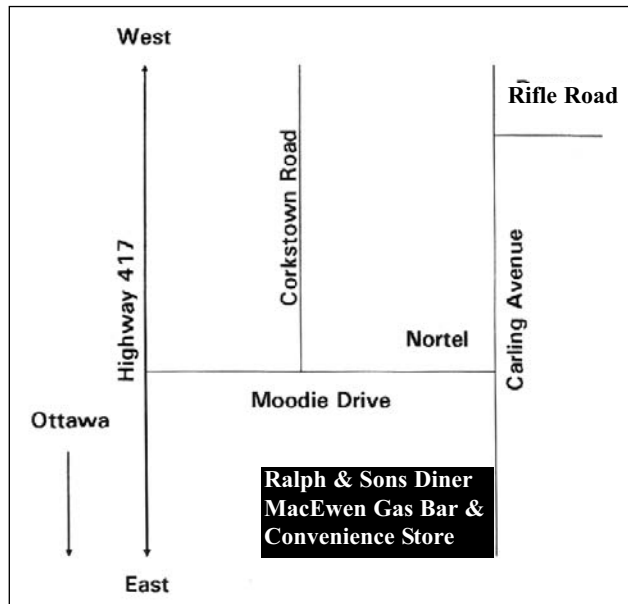 West
Rifle Road
Corkstown Road
Highway 417
Carling Avenue
Nortel
Moodie Drive
Ottawa
Ralph & Sons Diner
MacEwen Gas Bar &
Convenience Store
East